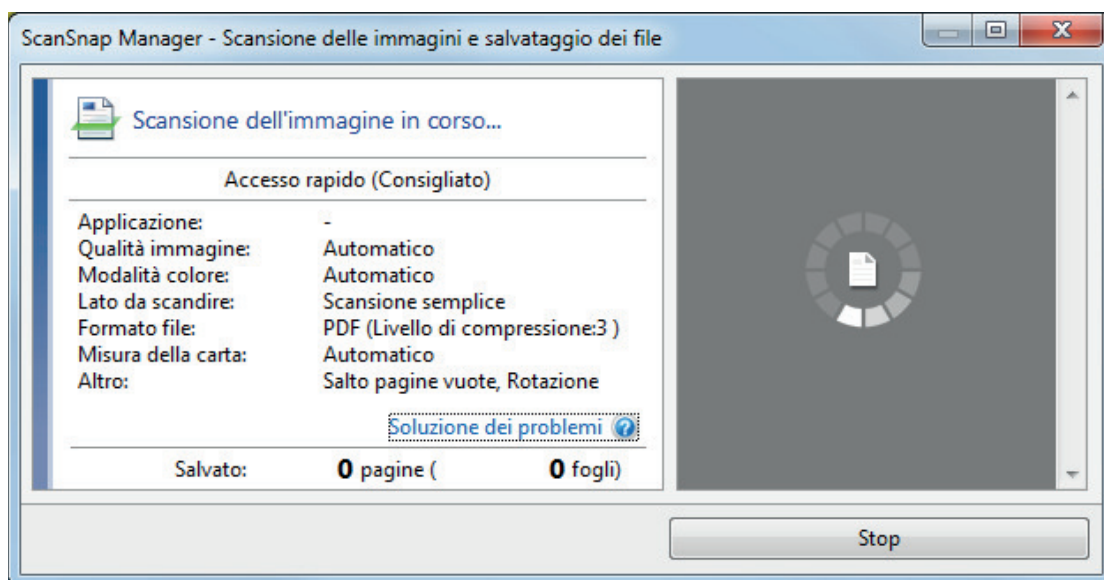 ScanSnap Manager - Scansione delle immagini e salvataggio dei file
Scansione dell'immagine in corso...
Accesso rapido (Consigliato)
Applicazione: -
Qualità immagine: Automatico
Modalità colore: Automatico
Lato da scandire: Scansione semplice
Formato file: PDF (Livello di compressione:3 )
Misura della carta: Automatico
Altro: Salto pagine vuote, Rotazione
Soluzione dei problemi
Salvato: 0 pagine ( 0 fogli)
Stop